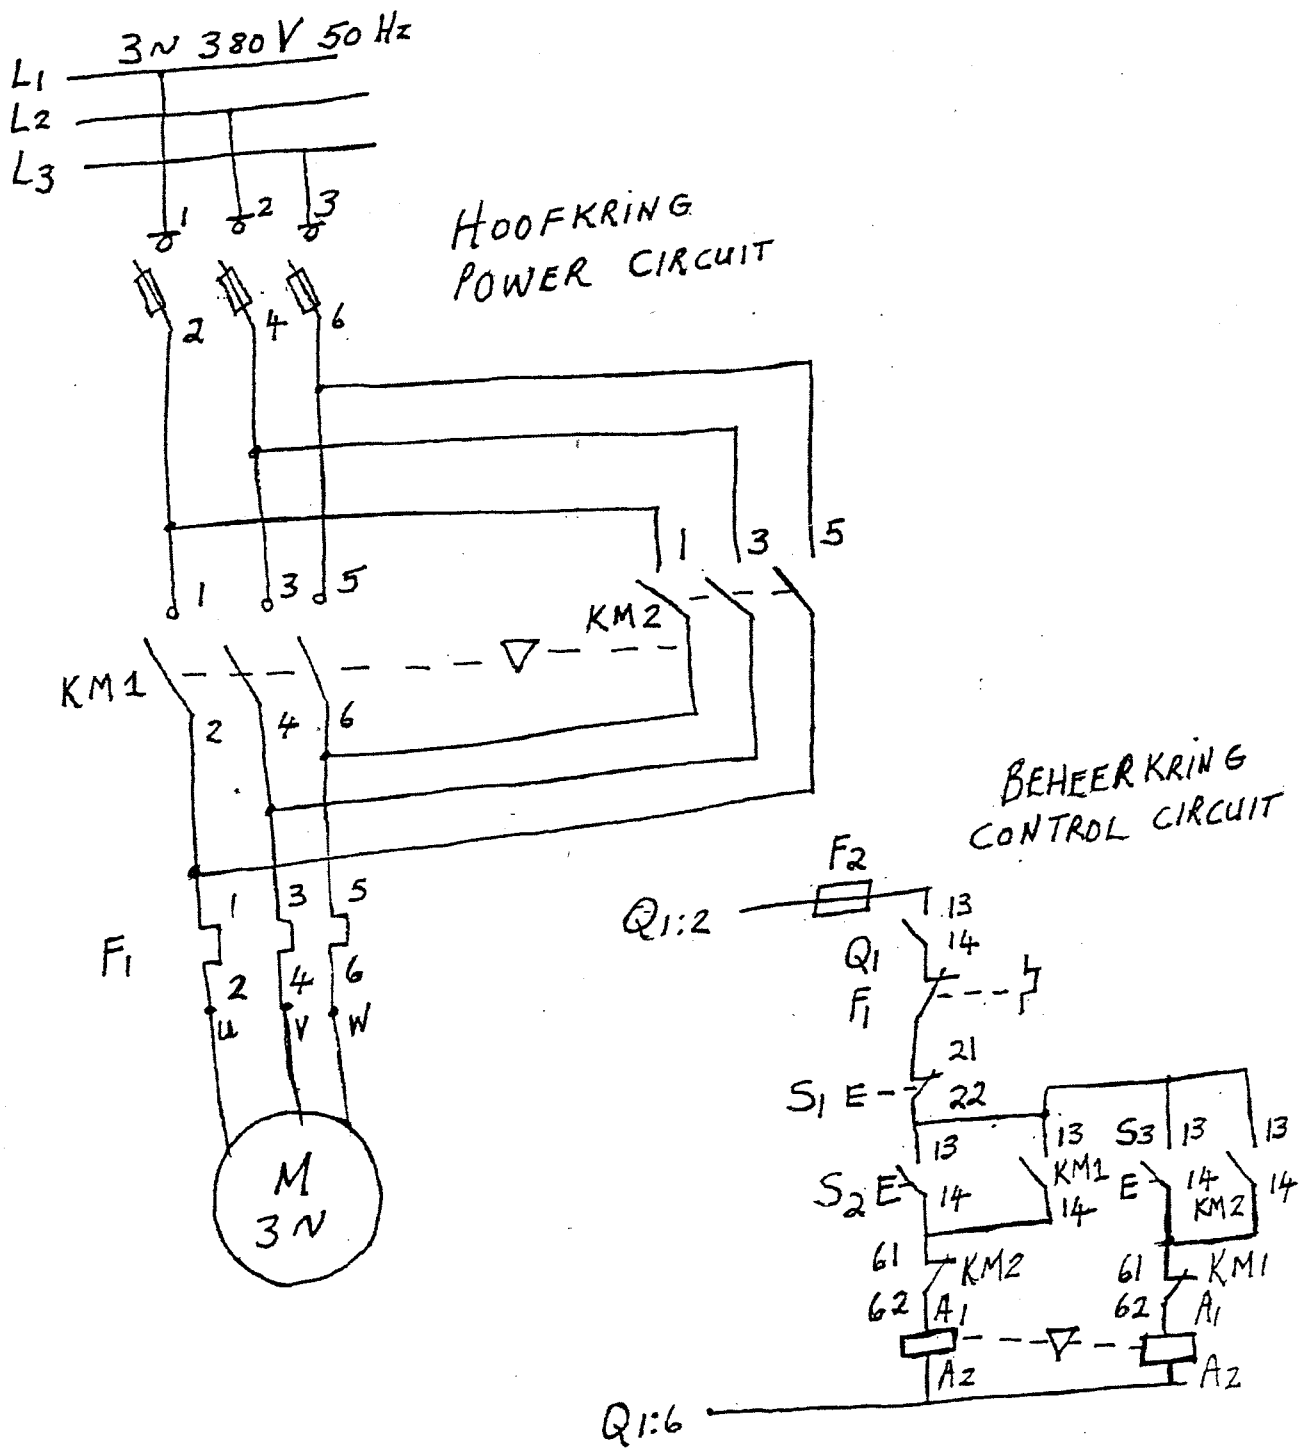 3N 380V 50Hz
L1
L2
L3
1 2 3
HOOFKRING
POWER CIRCUIT
2 4 6
1 3 5
KM2
1 3 5
KM1
2 4 6
BEHEERKRING
CONTROL CIRCUIT
1 3 5
F1
2 4 6
U V W
M
3N
F2
Q1:2
13
14
Q1
F1
21
S1 E
22
13
S2 E
14
13
KM1
14
S3 13
E
14
13
KM2
14
61
KM2
62
A1
A2
61
KM1
62
A1
A2
Q1:6